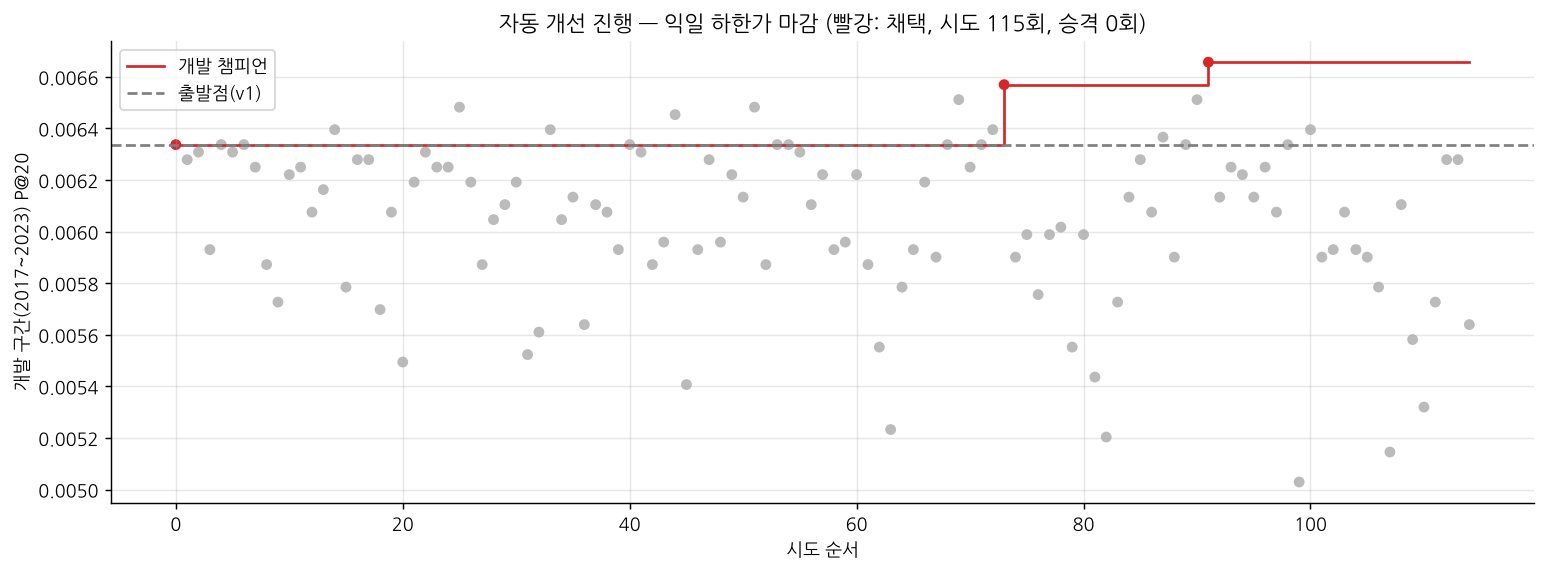 자동 개선 진행 — 익일 하한가 마감 (빨강: 채택, 시도 115회, 승격 0회)
개발 챔피언
출발점(v1)
개발 구간(2017~2023) P@20
0.0066
0.0064
0.0062
0.0060
0.0058
0.0056
0.0054
0.0052
0.0050
0 20 40 60 80 100
시도 순서